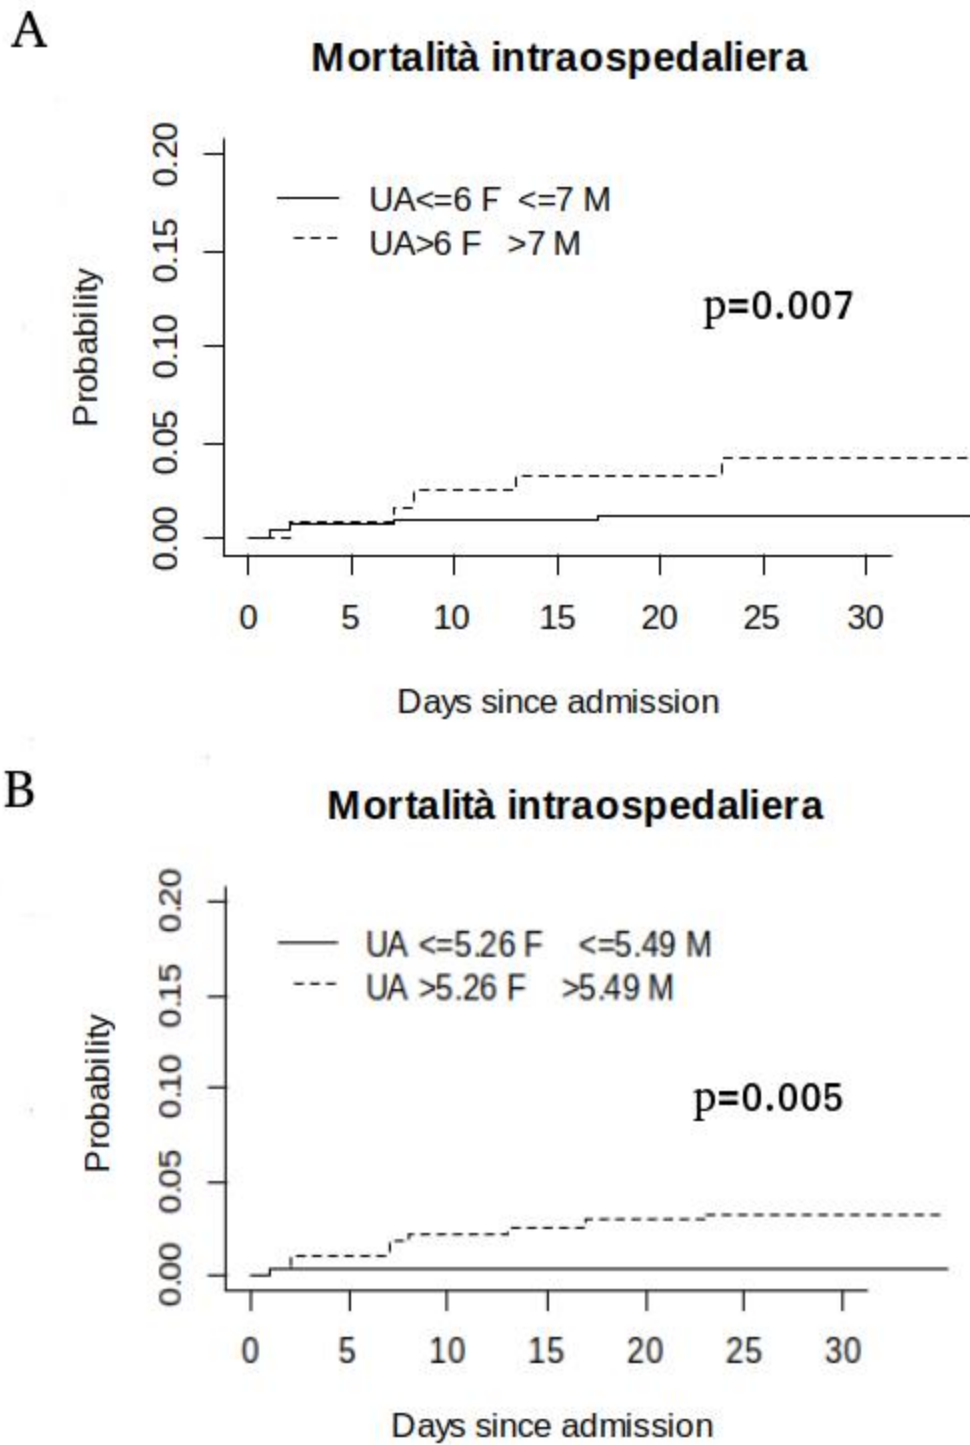 A
Mortalità intraospedaliera
0.20
0.15
0.10
0.05
0.00
Probability
UA<=6 F <=7 M
UA>6 F >7 M
p=0.007
0 5 10 15 20 25 30
Days since admission
B
Mortalità intraospedaliera
0.20
0.15
0.10
0.05
0.00
Probability
UA <=5.26 F <=5.49 M
UA >5.26 F >5.49 M
p=0.005
0 5 10 15 20 25 30
Days since admission